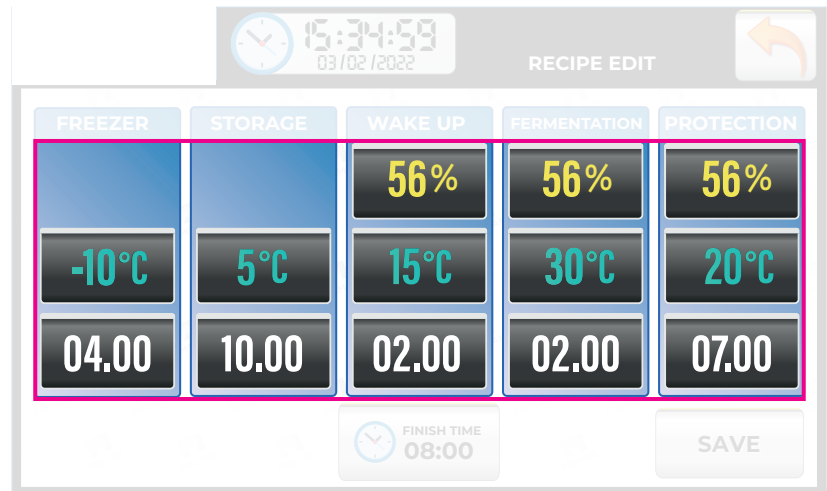 15:34:59
03/02/2022
RECIPE EDIT
FREEZER STORAGE WAKE UP FERMENTATION PROTECTION
56% 56% 56%
-10°C 5°C 15°C 30°C 20°C
04.00 10.00 02.00 02.00 07.00
FINISH TIME
08:00
SAVE